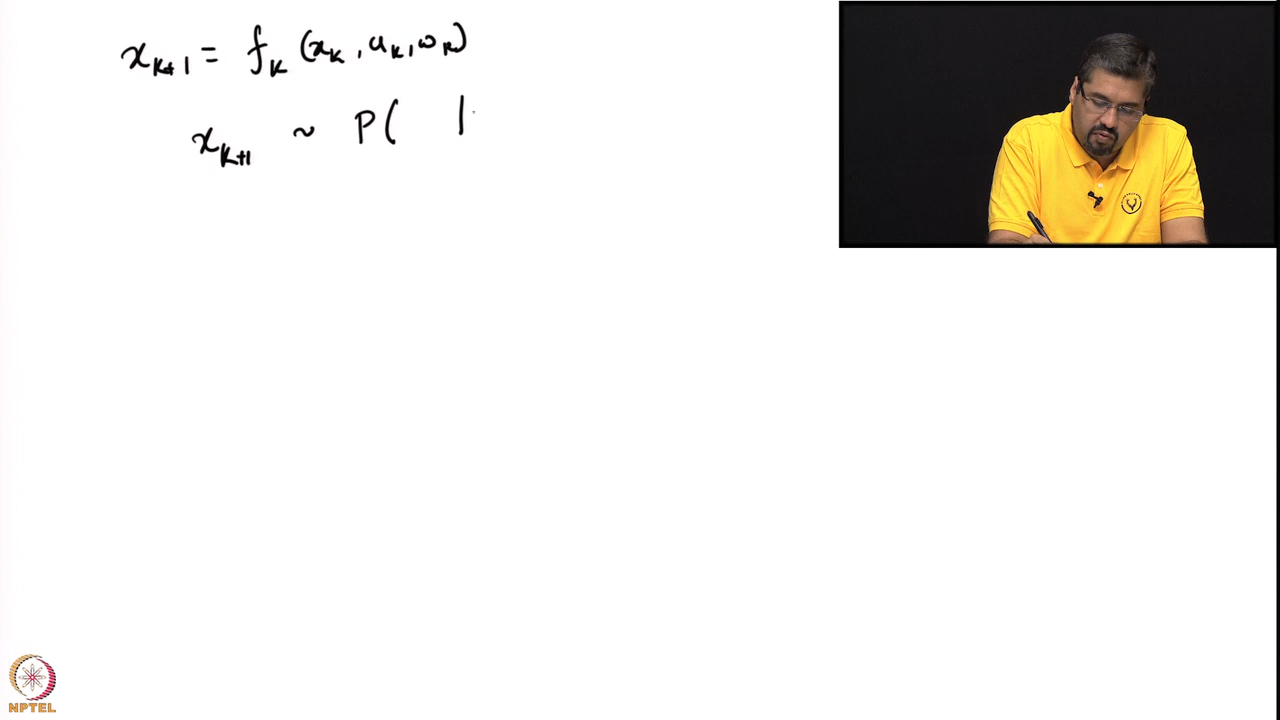 x_{k+1} = f_k (x_k, u_k, w_k)
x_{k+1} ~ P( |
NPTEL